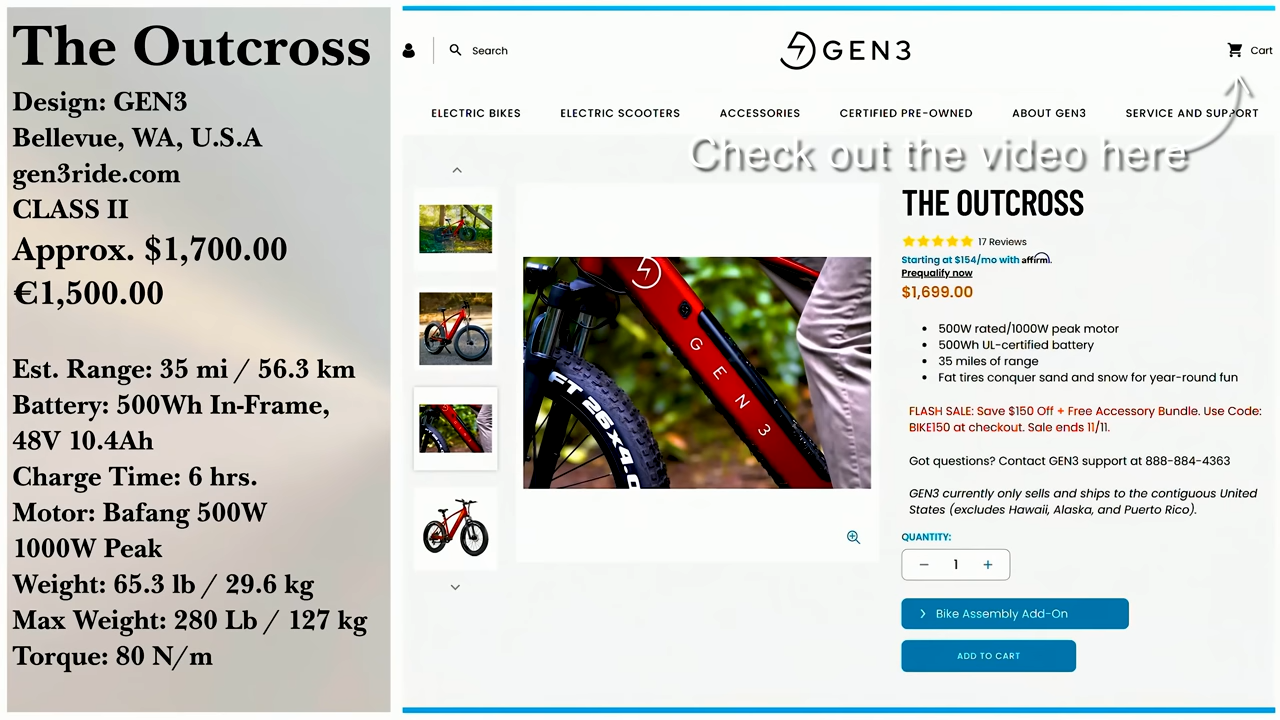 The Outcross
Design: GEN3
Bellevue, WA, U.S.A
gen3ride.com
CLASS II
Approx. $1,700.00
€1,500.00
Est. Range: 35 mi / 56.3 km
Battery: 500Wh In-Frame,
48V 10.4Ah
Charge Time: 6 hrs.
Motor: Bafang 500W
1000W Peak
Weight: 65.3 lb / 29.6 kg
Max Weight: 280 Lb / 127 kg
Torque: 80 N/m
Search
GEN3
Cart
ELECTRIC BIKES
ELECTRIC SCOOTERS
ACCESSORIES
CERTIFIED PRE-OWNED
ABOUT GEN3
SERVICE AND SUPPORT
Check out the video here
GEN3
FT 26x4.0
THE OUTCROSS
17 Reviews
Starting at $154/mo with affirm.
Prequalify now
$1,699.00
500W rated/1000W peak motor
500Wh UL-certified battery
35 miles of range
Fat tires conquer sand and snow for year-round fun
FLASH SALE: Save $150 Off + Free Accessory Bundle. Use Code:
BIKE150 at checkout. Sale ends 11/11.
Got questions? Contact GEN3 support at 888-884-4363
GEN3 currently only sells and ships to the contiguous United
States (excludes Hawaii, Alaska, and Puerto Rico).
QUANTITY:
− 1 +
Bike Assembly Add-On
ADD TO CART